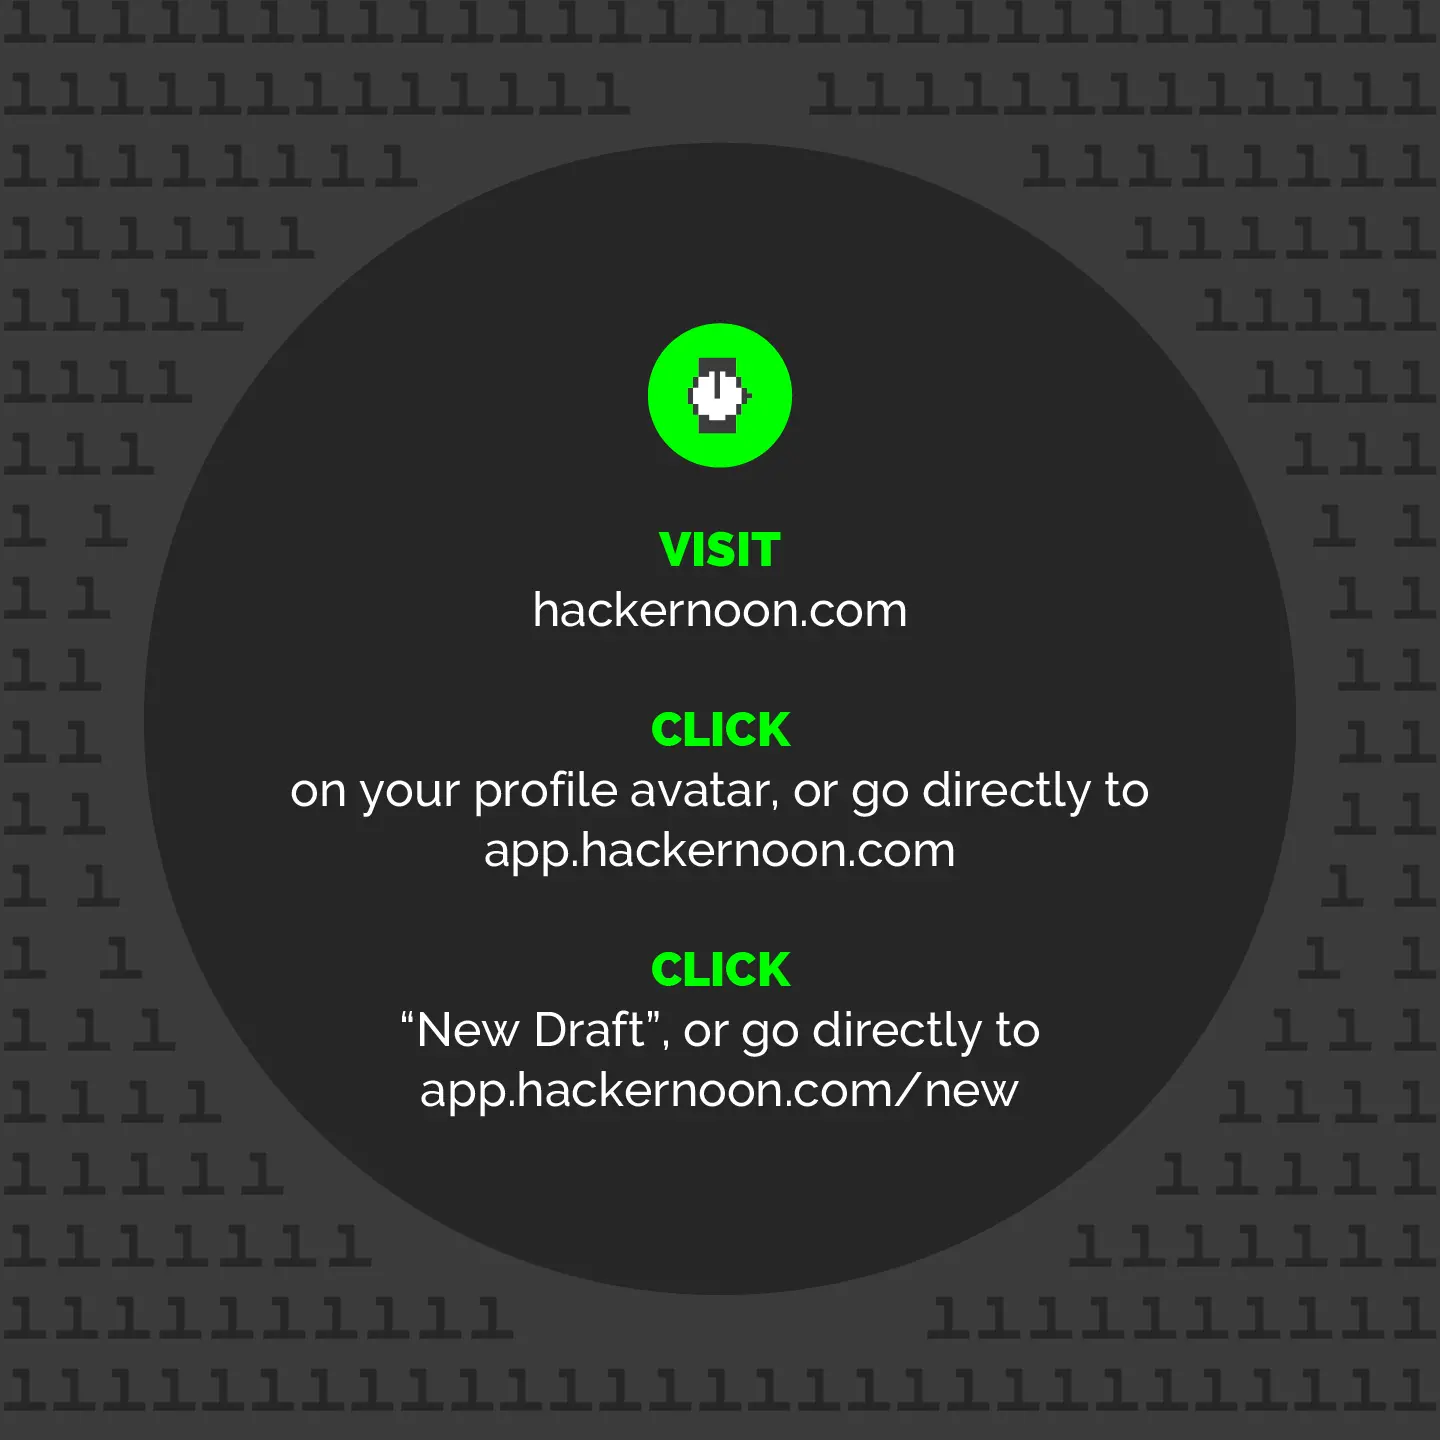 VISIT
hackernoon.com
CLICK
on your profile avatar, or go directly to
app.hackernoon.com
CLICK
“New Draft”, or go directly to
app.hackernoon.com/new